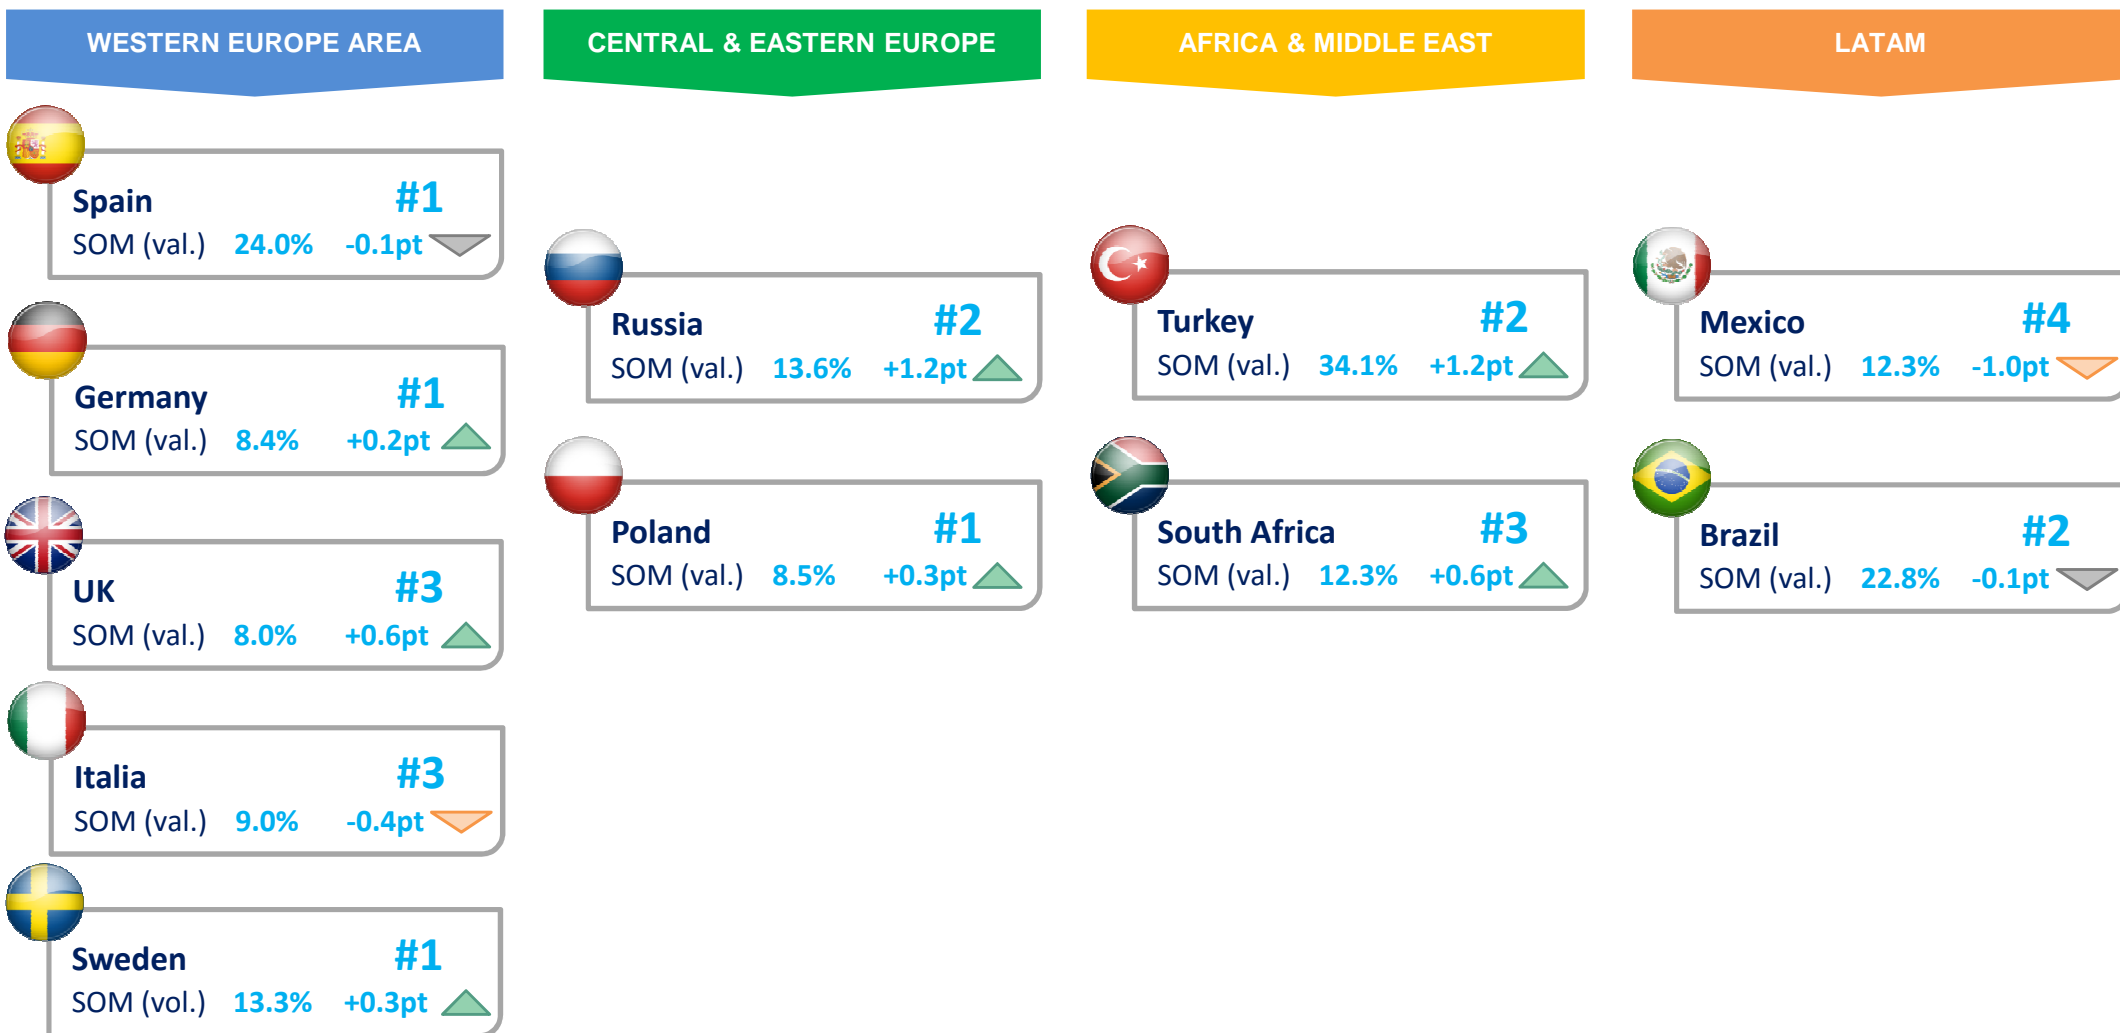 WESTERN EUROPE AREA
Spain #1
SOM (val.) 24.0% -0.1pt
Germany #1
SOM (val.) 8.4% +0.2pt
UK #3
SOM (val.) 8.0% +0.6pt
Italia #3
SOM (val.) 9.0% -0.4pt
Sweden #1
SOM (vol.) 13.3% +0.3pt
CENTRAL & EASTERN EUROPE
Russia #2
SOM (val.) 13.6% +1.2pt
Poland #1
SOM (val.) 8.5% +0.3pt
AFRICA & MIDDLE EAST
Turkey #2
SOM (val.) 34.1% +1.2pt
South Africa #3
SOM (val.) 12.3% +0.6pt
LATAM
Mexico #4
SOM (val.) 12.3% -1.0pt
Brazil #2
SOM (val.) 22.8% -0.1pt